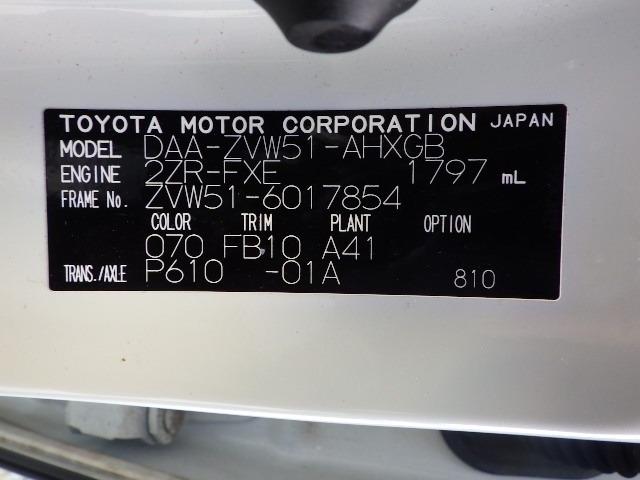 TOYOTA MOTOR CORPORATION JAPAN
MODEL DAA-ZVW51-AHXGB
ENGINE 2ZR-FXE 1797 mL
FRAME No. ZVW51-6017854
COLOR TRIM PLANT OPTION
070 FB10 A41
TRANS./AXLE P610 -01A 810